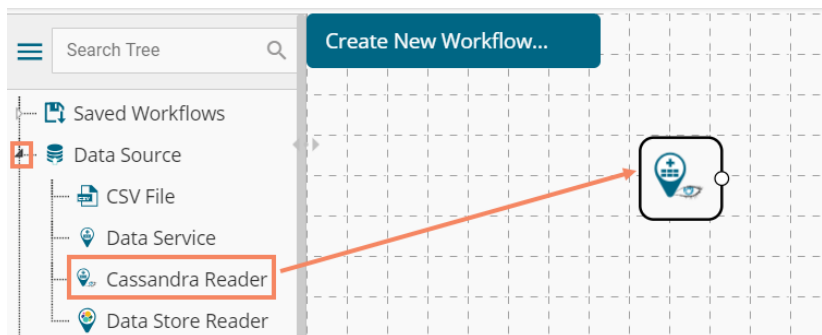 Search Tree
Create New Workflow...
Saved Workflows
Data Source
CSV File
Data Service
Cassandra Reader
Data Store Reader